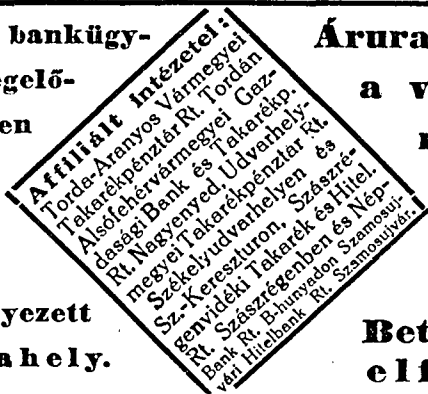 bankügy-
egelő-
en
yezett
ahely.
Affiliált Intézetei:
Torda-Aranyos Vármegyei
Takarékpénztár Rt. Tordán
Alsófehérvármegyei Gaz-
dasági Bank és Takarékp.
Rt. Nagyenyed, Udvarhely-
megyei Takarékpénztár Rt.
Székelyudvarhelyen és
Sz.-Kereszturon, Szászré-
genvidéki Takarék és Hitel.
Rt. Szászrégenben és Nép-
Bank Rt. B-hunyadon Szamosuj-
vári Hitelbank Rt. Szamosujvár.
Árura
a v
Bet
elf